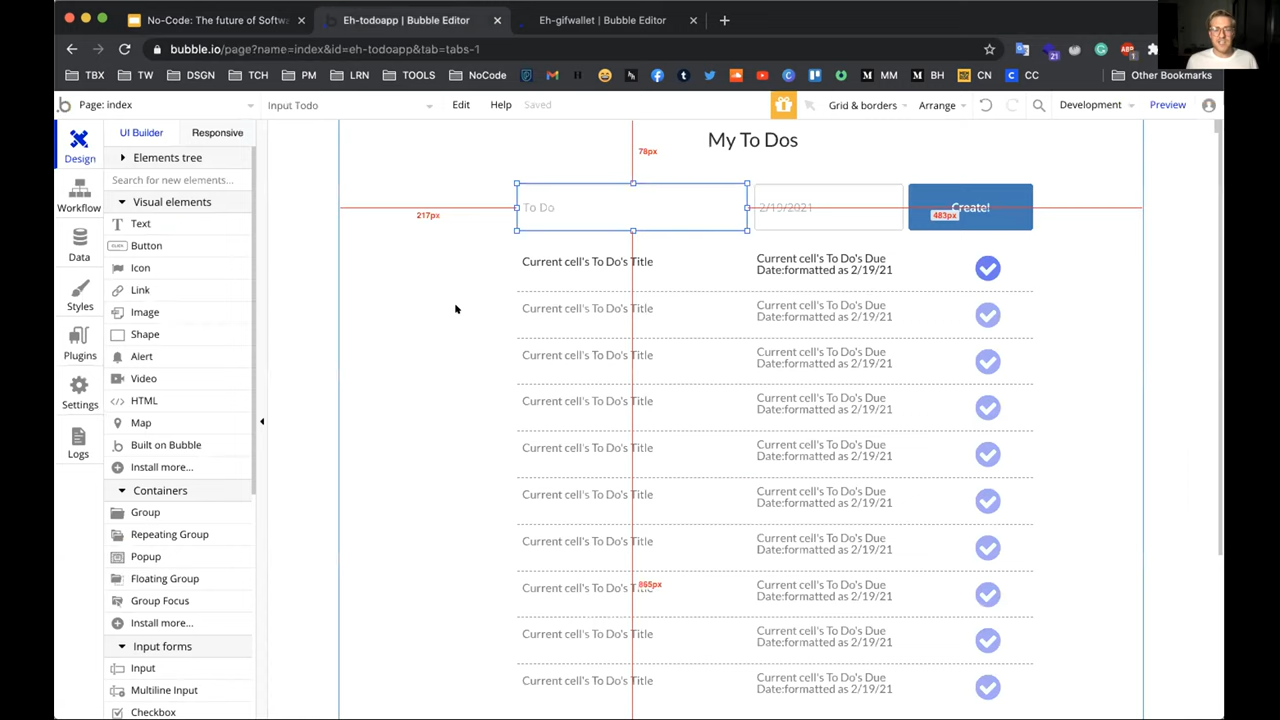 No-Code: The future of Softw
Eh-todoapp | Bubble Editor
Eh-gifwallet | Bubble Editor
bubble.io/page?name=index&id=eh-todoapp&tab=tabs-1
21
ABP
1
TBX
TW
DSGN
TCH
PM
LRN
TOOLS
NoCode
MM
BH
CN
CC
Other Bookmarks
Page: index
Input Todo
Edit
Help
Saved
Grid & borders
Arrange
Development
Preview
Design
Workflow
Data
Styles
Plugins
Settings
Logs
UI Builder
Responsive
Elements tree
Search for new elements...
Visual elements
Text
CLICK
Button
Icon
Link
Image
Shape
Alert
Video
HTML
Map
Built on Bubble
Install more...
Containers
Group
Repeating Group
Popup
Floating Group
Group Focus
Install more...
Input forms
Input
Multiline Input
Checkbox
My To Dos
78px
217px
483px
865px
To Do
2/19/2021
Create!
Current cell's To Do's Title
Current cell's To Do's Due
Date:formatted as 2/19/21
Current cell's To Do's Title
Current cell's To Do's Due
Date:formatted as 2/19/21
Current cell's To Do's Title
Current cell's To Do's Due
Date:formatted as 2/19/21
Current cell's To Do's Title
Current cell's To Do's Due
Date:formatted as 2/19/21
Current cell's To Do's Title
Current cell's To Do's Due
Date:formatted as 2/19/21
Current cell's To Do's Title
Current cell's To Do's Due
Date:formatted as 2/19/21
Current cell's To Do's Title
Current cell's To Do's Due
Date:formatted as 2/19/21
Current cell's To Do's Title
Current cell's To Do's Due
Date:formatted as 2/19/21
Current cell's To Do's Title
Current cell's To Do's Due
Date:formatted as 2/19/21
Current cell's To Do's Title
Current cell's To Do's Due
Date:formatted as 2/19/21